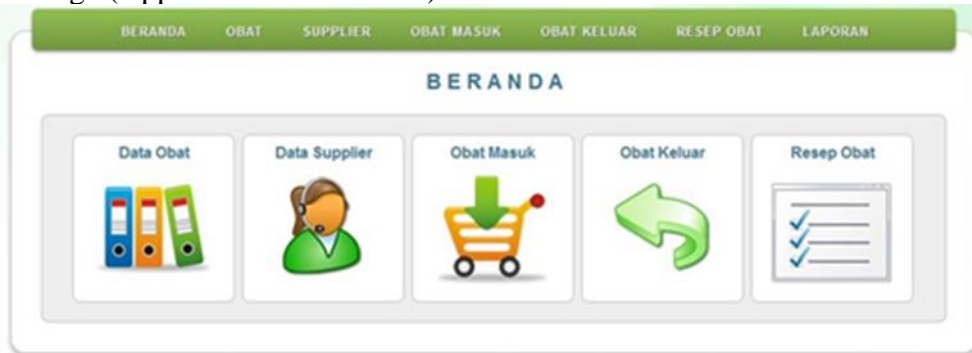 BERANDA OBAT SUPPLIER OBAT MASUK OBAT KELUAR RESEP OBAT LAPORAN
BERANDA
Data Obat Data Supplier Obat Masuk Obat Keluar Resep Obat